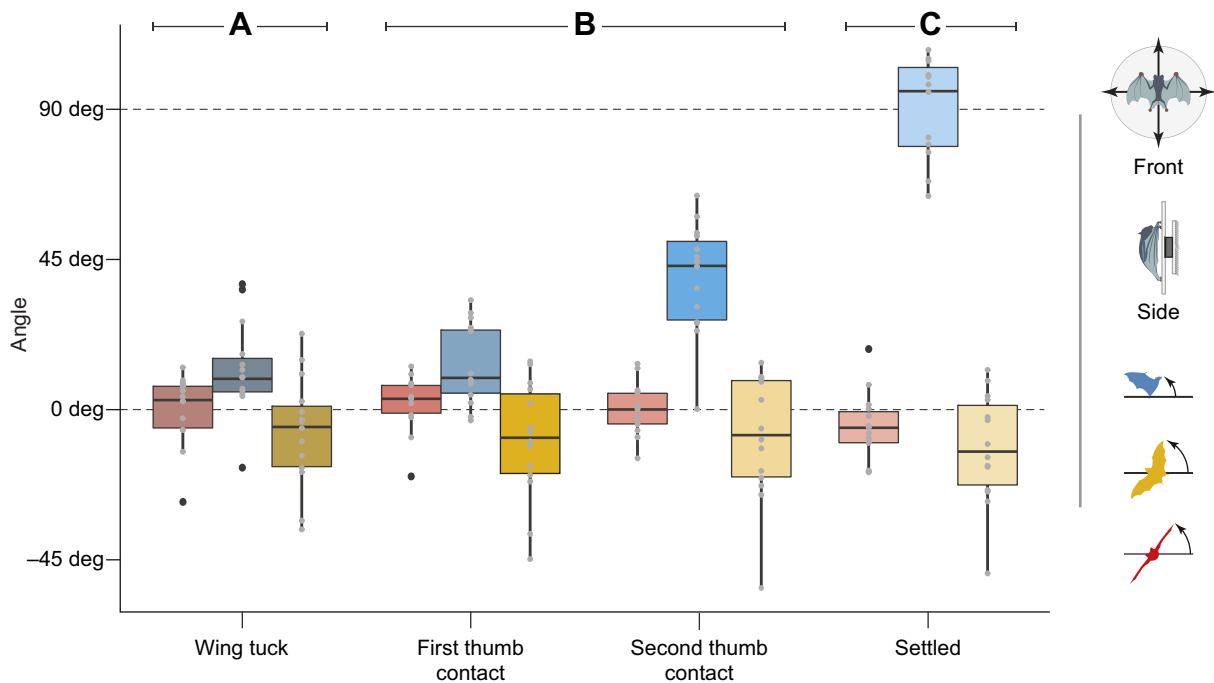 A
B
C
90 deg
45 deg
0 deg
–45 deg
Angle
Wing tuck
First thumb
contact
Second thumb
contact
Settled
Front
Side